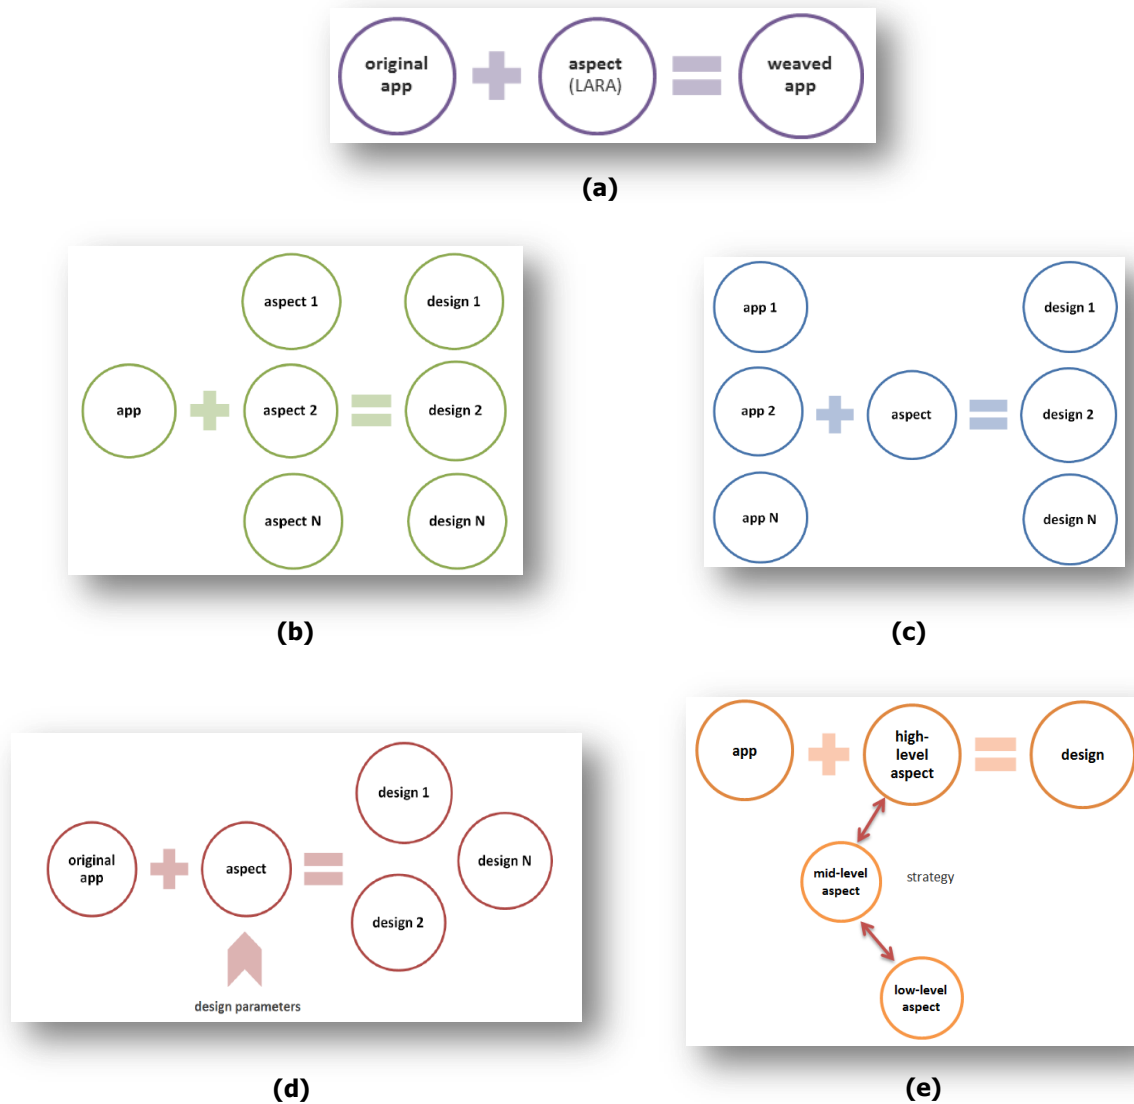 original
app
aspect
(LARA)
weaved
app
(a)
aspect 1
design 1
app
aspect 2
design 2
aspect N
design N
(b)
app 1
design 1
app 2
aspect
design 2
app N
design N
(c)
original
app
aspect
design 1
design N
design 2
design parameters
(d)
app
high-
level
aspect
design
mid-level
aspect
strategy
low-level
aspect
(e)